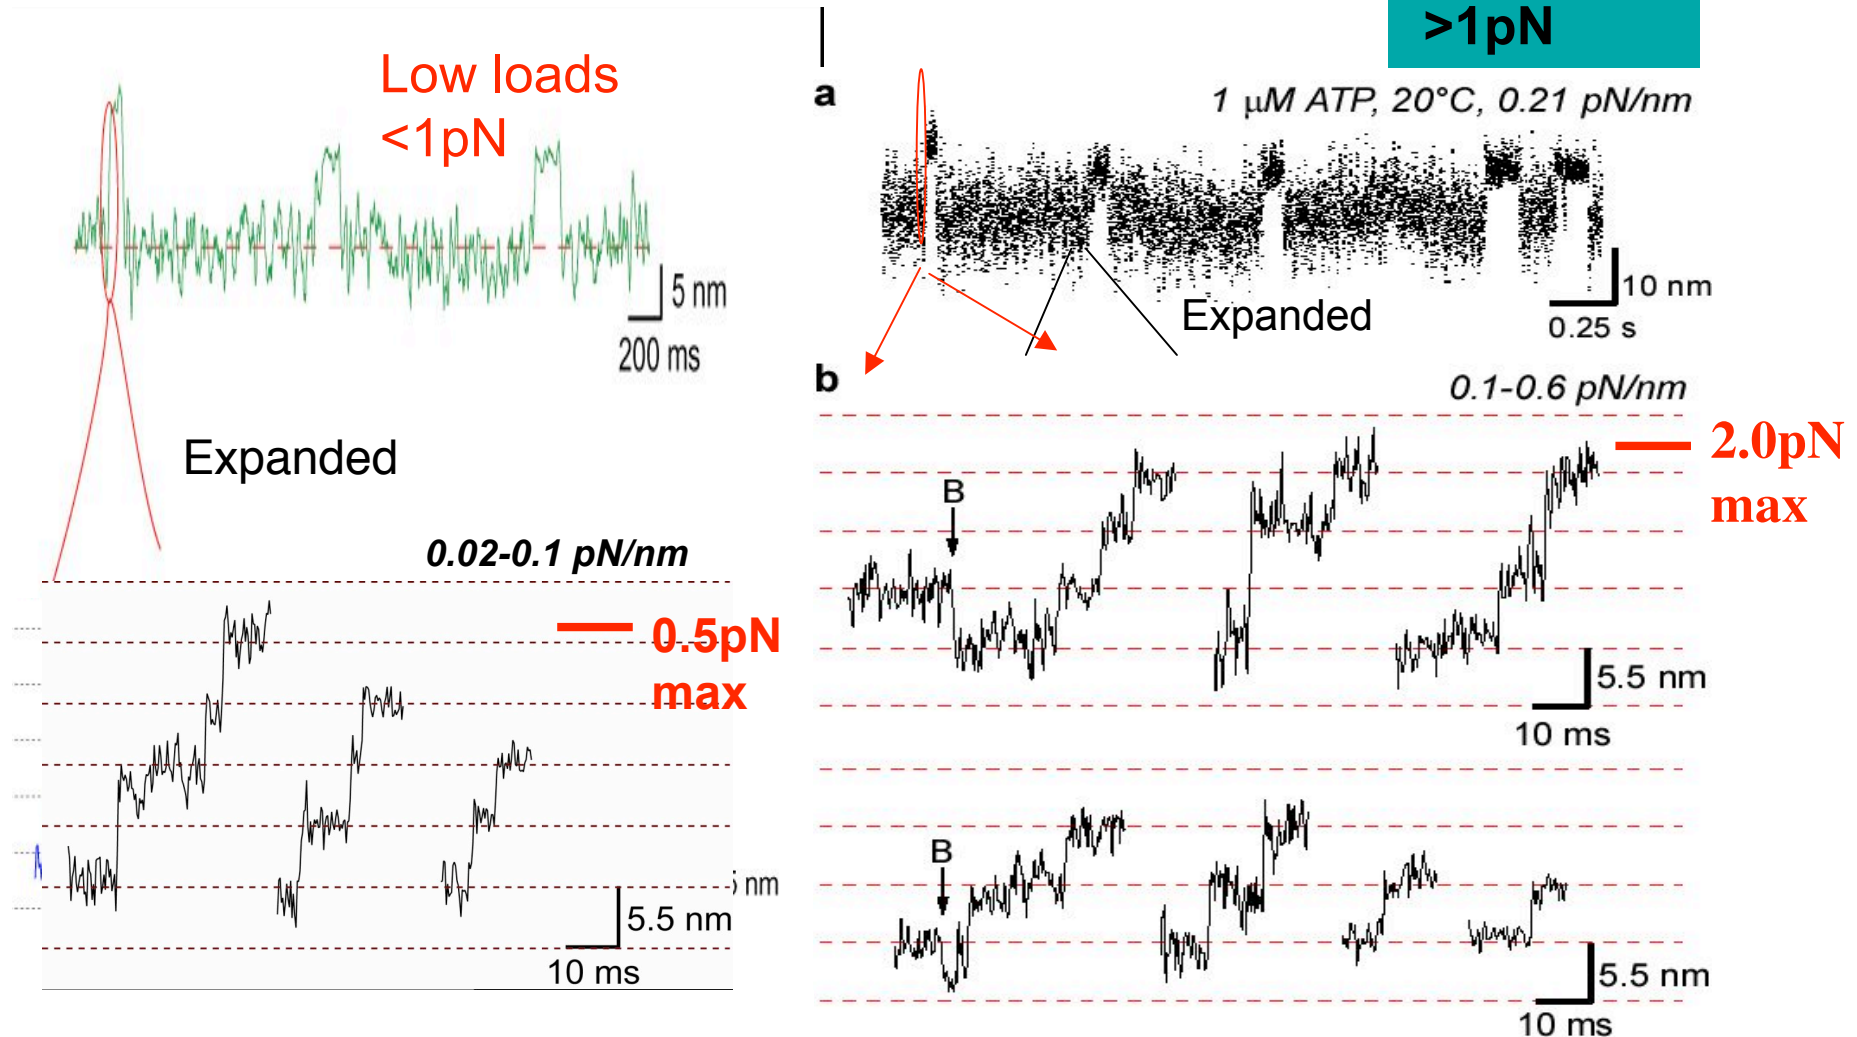 Low loads
<1pN
5 nm
200 ms
Expanded
0.02-0.1 pN/nm
0.5pN
max
5.5 nm
nm
10 ms
>1pN
a
1 μM ATP, 20°C, 0.21 pN/nm
10 nm
0.25 s
Expanded
b
0.1-0.6 pN/nm
2.0pN
max
B
5.5 nm
10 ms
B
5.5 nm
10 ms